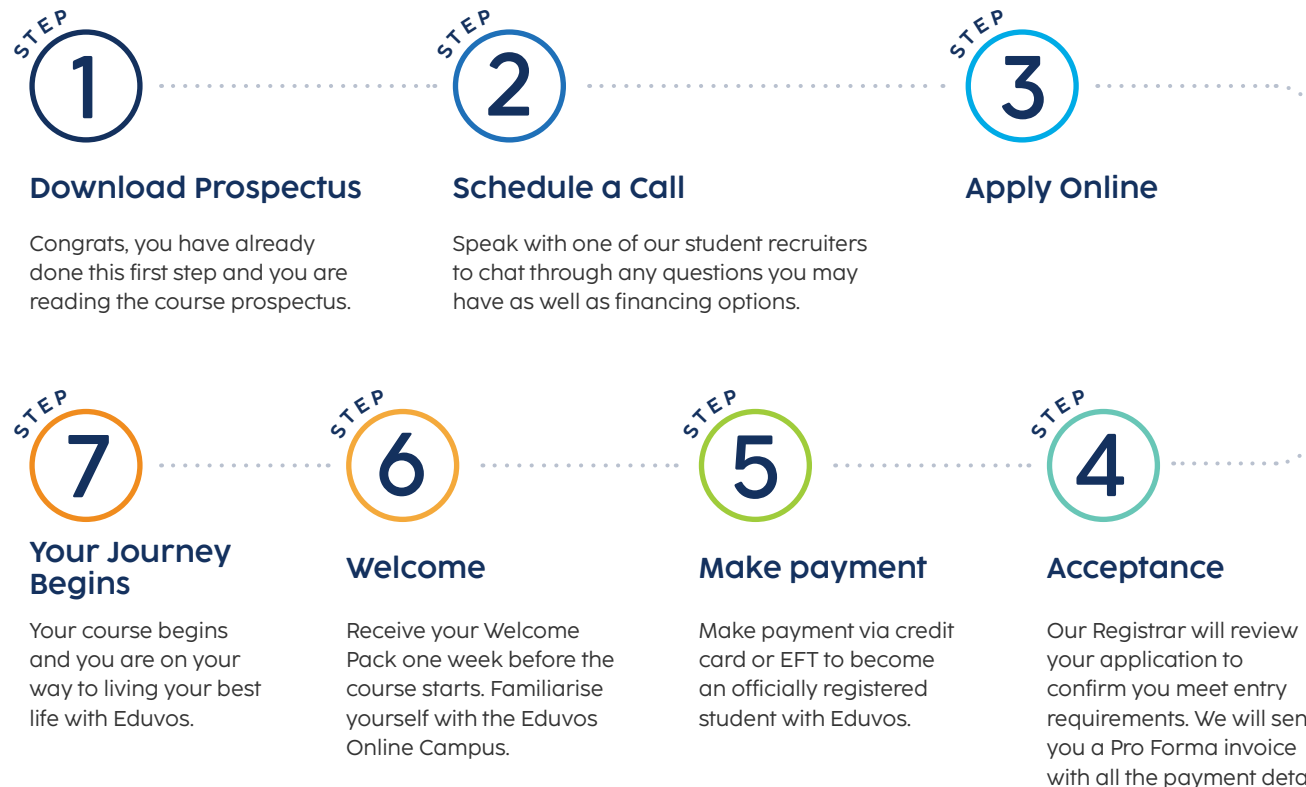 STEP
1
Download Prospectus
Congrats, you have already
done this first step and you are
reading the course prospectus.
STEP
2
Schedule a Call
Speak with one of our student recruiters
to chat through any questions you may
have as well as financing options.
STEP
3
Apply Online
STEP
4
Acceptance
Our Registrar will review
your application to
confirm you meet entry
requirements. We will sen
you a Pro Forma invoice
with all the payment deta
STEP
5
Make payment
Make payment via credit
card or EFT to become
an officially registered
student with Eduvos.
STEP
6
Welcome
Receive your Welcome
Pack one week before the
course starts. Familiarise
yourself with the Eduvos
Online Campus.
STEP
7
Your Journey
Begins
Your course begins
and you are on your
way to living your best
life with Eduvos.